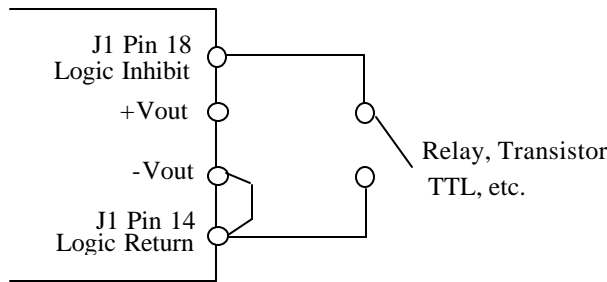 J1 Pin 18
Logic Inhibit
+Vout
-Vout
J1 Pin 14
Logic Return
Relay, Transistor
TTL, etc.